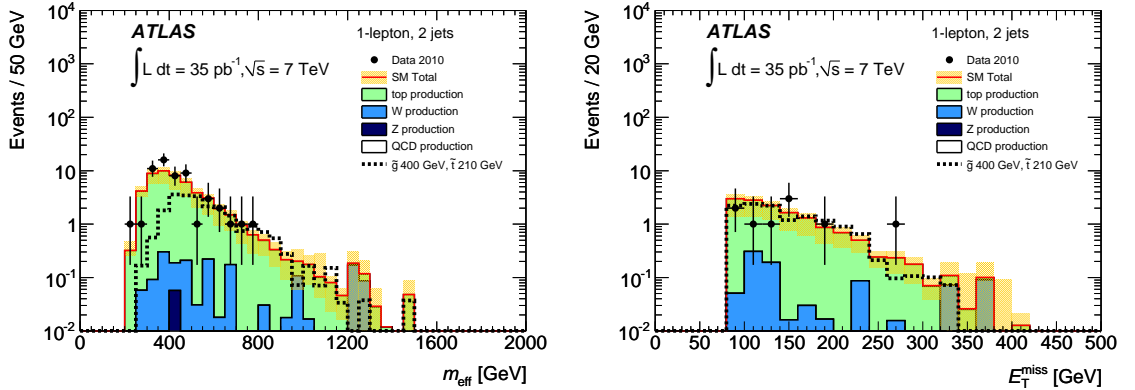 Events / 50 GeV
10⁴
10³
10²
10
1
10⁻¹
10⁻²
ATLAS
∫ L dt = 35 pb⁻¹, √s = 7 TeV
1-lepton, 2 jets
Data 2010
SM Total
top production
W production
Z production
QCD production
g̃ 400 GeV, t̃ 210 GeV
0 400 800 1200 1600 2000
m_eff [GeV]
Events / 20 GeV
10⁴
10³
10²
10
1
10⁻¹
10⁻²
ATLAS
∫ L dt = 35 pb⁻¹, √s = 7 TeV
1-lepton, 2 jets
Data 2010
SM Total
top production
W production
Z production
QCD production
g̃ 400 GeV, t̃ 210 GeV
0 50 100 150 200 250 300 350 400 450 500
E_T^miss [GeV]